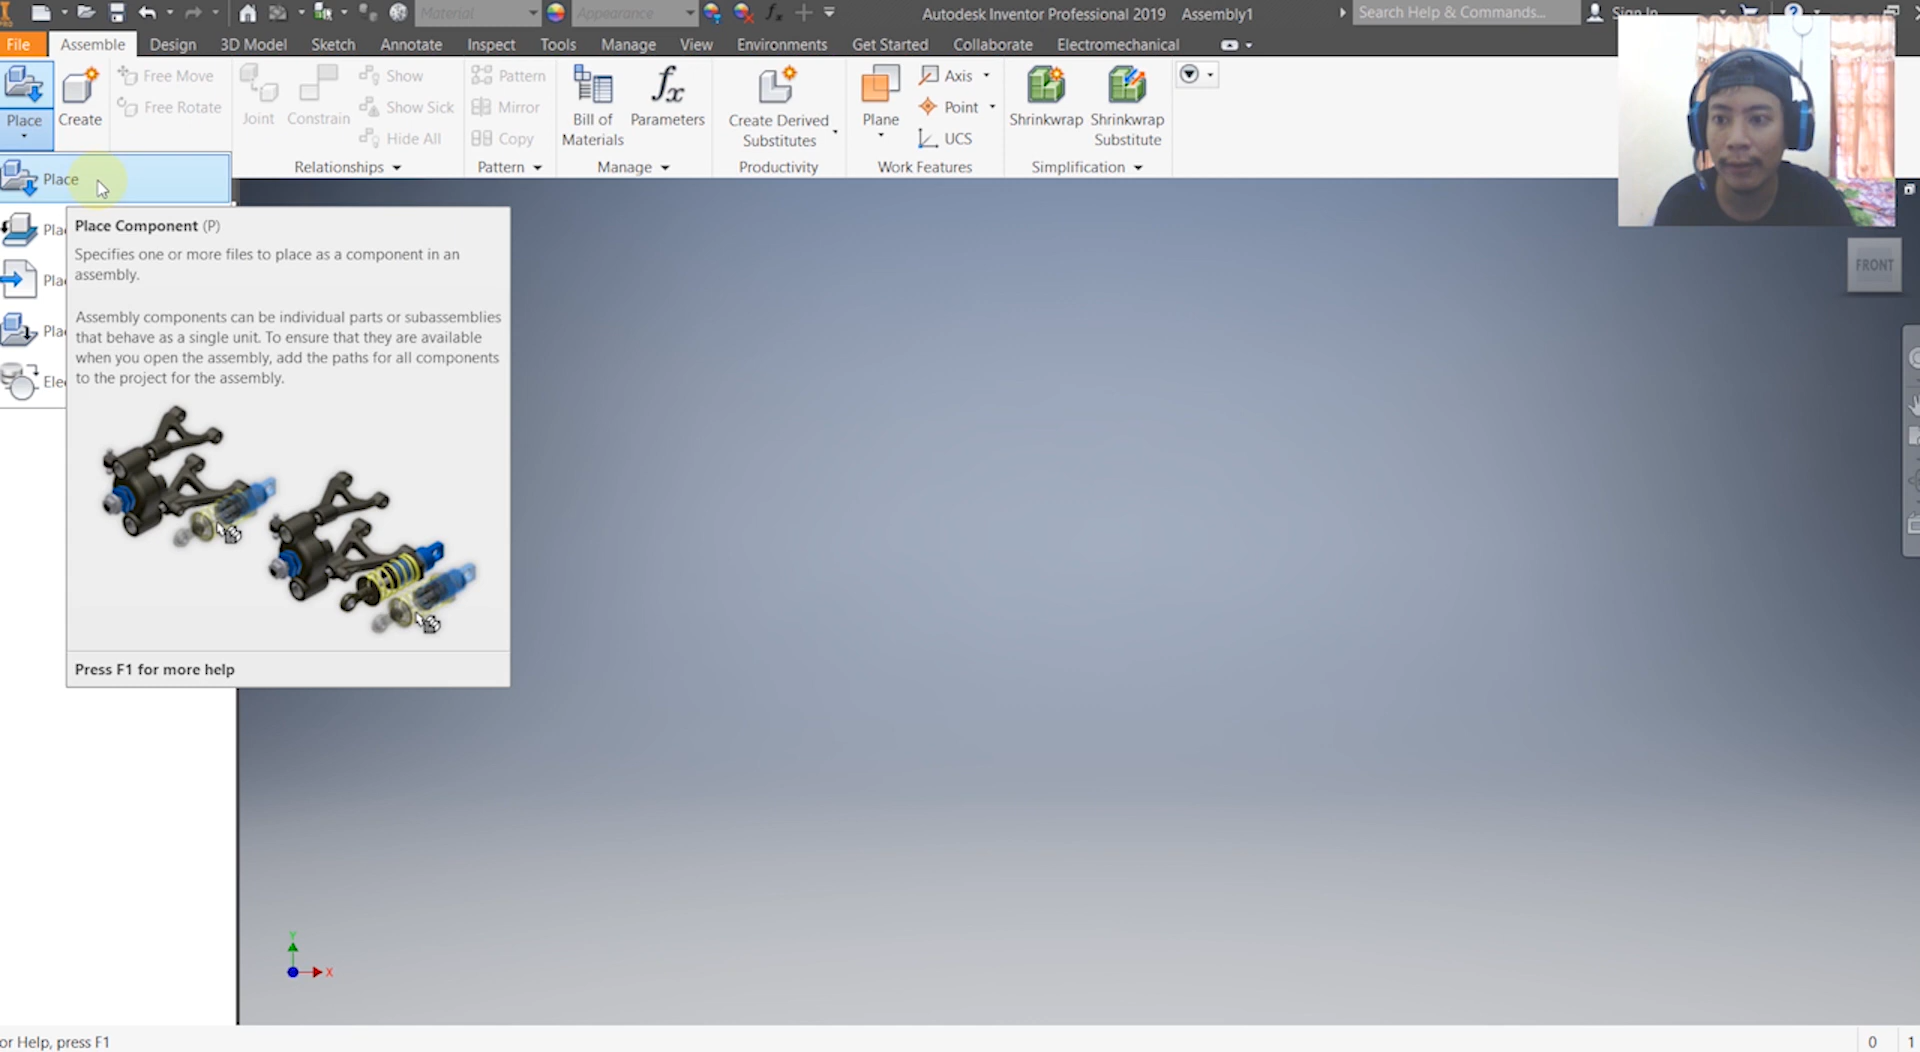 Material
Appearance
Autodesk Inventor Professional 2019 Assembly1
Search Help & Commands...
Sign In
File Assemble Design 3D Model Sketch Annotate Inspect Tools Manage View Environments Get Started Collaborate Electromechanical
Place
Create
Free Move
Free Rotate
Joint
Constrain
Show
Show Sick
Hide All
Relationships
Pattern
Mirror
Copy
Pattern
Bill of
Materials
Parameters
Manage
Create Derived
Substitutes
Productivity
Plane
Axis
Point
UCS
Work Features
Shrinkwrap
Shrinkwrap
Substitute
Simplification
Place
Place Component (P)
Specifies one or more files to place as a component in an
assembly.
Assembly components can be individual parts or subassemblies
that behave as a single unit. To ensure that they are available
when you open the assembly, add the paths for all components
to the project for the assembly.
Press F1 for more help
FRONT
Y
X
or Help, press F1
0 1